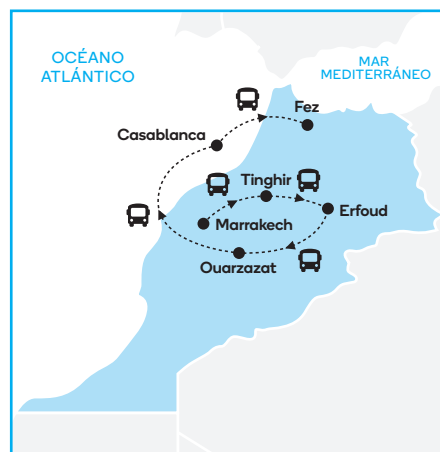 OCÉANO
ATLÁNTICO
MAR
MEDITERRÁNEO
Fez
Casablanca
Tinghir
Erfoud
Marrakech
Ouarzazat